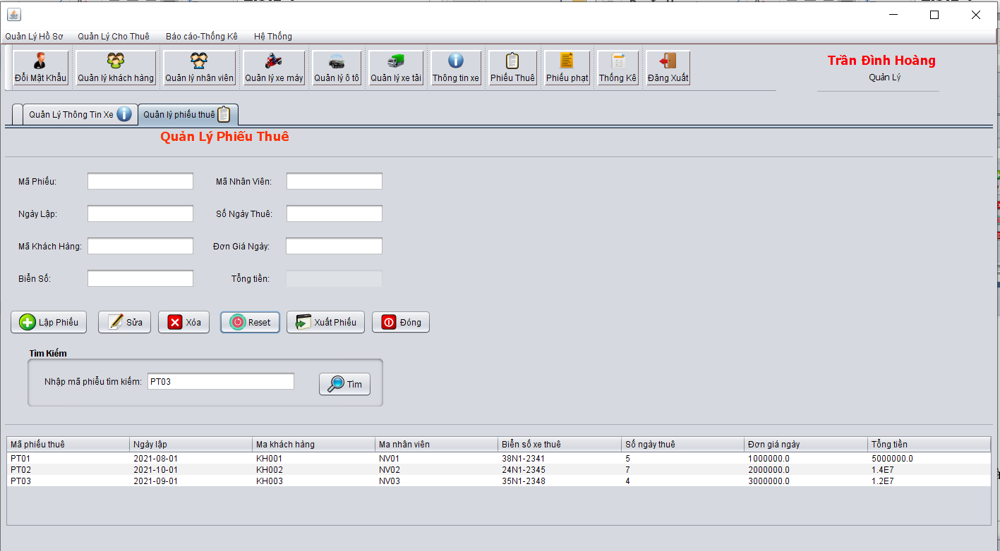 Quản Lý Hồ Sơ Quản Lý Cho Thuê Báo cáo-Thống Kê Hệ Thống
Đổi Mật Khẩu Quản lý khách hàng Quản lý nhân viên Quản lý xe máy Quản lý ô tô Quản lý xe tải Thông tin xe Phiếu Thuê Phiếu phạt Thống Kê Đăng Xuất
Trần Đình Hoàng
Quản Lý
Quản Lý Thông Tin Xe Quản lý phiếu thuê
Quản Lý Phiếu Thuê
Mã Phiếu: Mã Nhân Viên:
Ngày Lập: Số Ngày Thuê:
Mã Khách Hàng: Đơn Giá Ngày:
Biển Số: Tổng tiền:
Lập Phiếu Sửa Xóa Reset Xuất Phiếu Đóng
Tìm Kiếm
Nhập mã phiếu tìm kiếm: PT03 Tìm
Mã phiếu thuê Ngày lập Ma khách hàng Ma nhân viên Biển số xe thuê Số ngày thuê Đơn giá ngày Tổng tiền
PT01 2021-08-01 KH001 NV01 38N1-2341 5 1000000.0 5000000.0
PT02 2021-10-01 KH002 NV02 24N1-2345 7 2000000.0 1.4E7
PT03 2021-09-01 KH003 NV03 35N1-2348 4 3000000.0 1.2E7